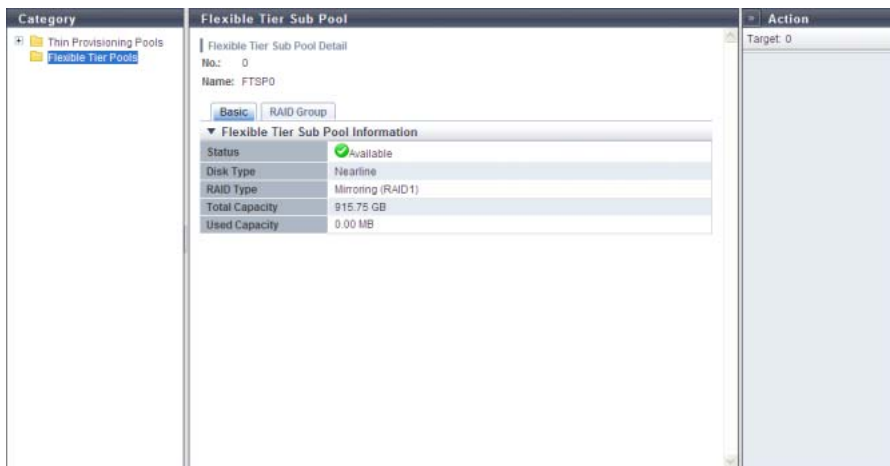 Category
Thin Provisioning Pools
Flexible Tier Pools
Flexible Tier Sub Pool
Flexible Tier Sub Pool Detail
No.: 0
Name: FTSP0
Basic RAID Group
Flexible Tier Sub Pool Information
Status Available
Disk Type Nearline
RAID Type Mirroring (RAID1)
Total Capacity 915.75 GB
Used Capacity 0.00 MB
» Action
Target: 0